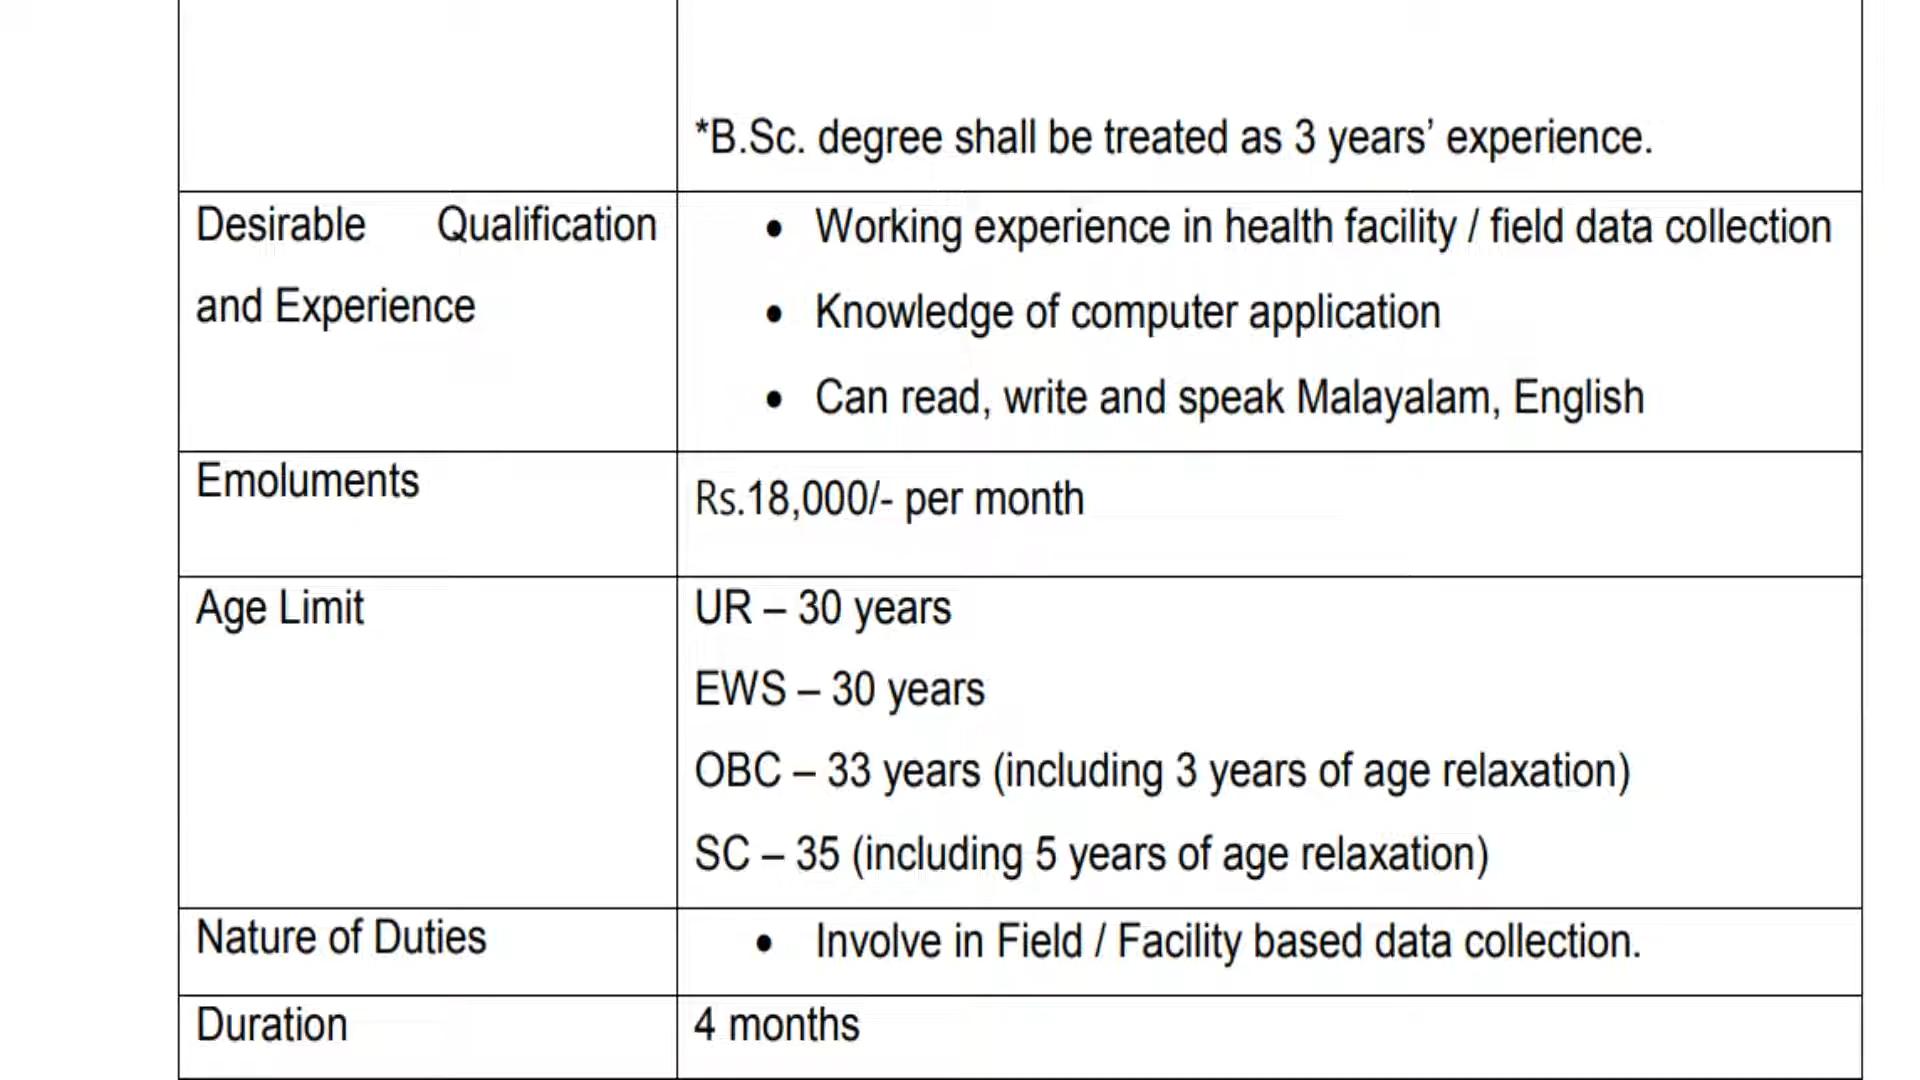 *B.Sc. degree shall be treated as 3 years’ experience.
Desirable Qualification
and Experience
• Working experience in health facility / field data collection
• Knowledge of computer application
• Can read, write and speak Malayalam, English
Emoluments
Rs.18,000/- per month
Age Limit
UR – 30 years
EWS – 30 years
OBC – 33 years (including 3 years of age relaxation)
SC – 35 (including 5 years of age relaxation)
Nature of Duties
• Involve in Field / Facility based data collection.
Duration
4 months